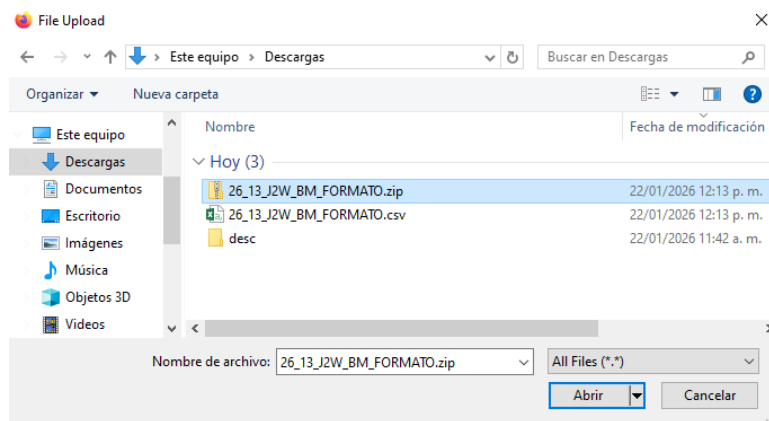 File Upload
Este equipo > Descargas
Buscar en Descargas
Organizar
Nueva carpeta
Este equipo
Descargas
Documentos
Escritorio
Imágenes
Música
Objetos 3D
Videos
Nombre
Fecha de modificación
Hoy (3)
26_13_J2W_BM_FORMATO.zip 22/01/2026 12:13 p. m.
26_13_J2W_BM_FORMATO.csv 22/01/2026 12:13 p. m.
desc 22/01/2026 11:42 a. m.
Nombre de archivo: 26_13_J2W_BM_FORMATO.zip
All Files (*.*)
Abrir
Cancelar